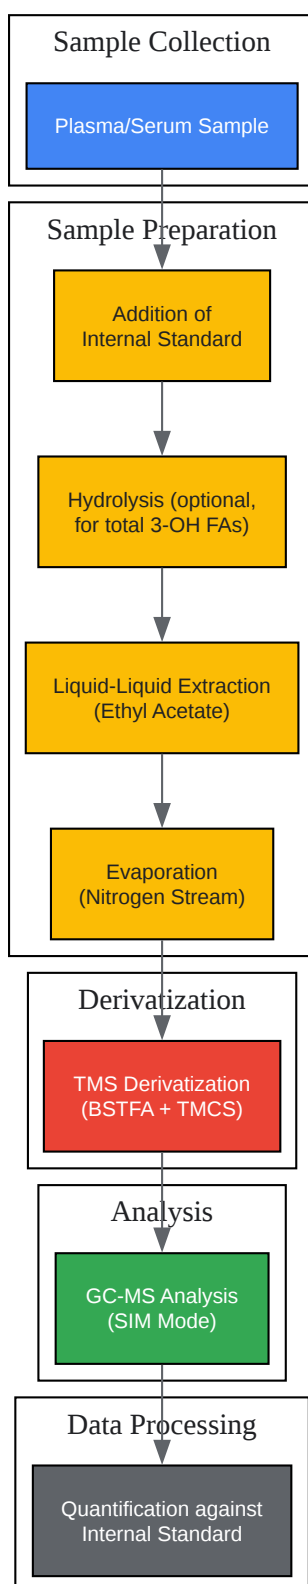 Sample Collection
Plasma/Serum Sample
Sample Preparation
Addition of
Internal Standard
Hydrolysis (optional,
for total 3-OH FAs)
Liquid-Liquid Extraction
(Ethyl Acetate)
Evaporation
(Nitrogen Stream)
Derivatization
TMS Derivatization
(BSTFA + TMCS)
Analysis
GC-MS Analysis
(SIM Mode)
Data Processing
Quantification against
Internal Standard